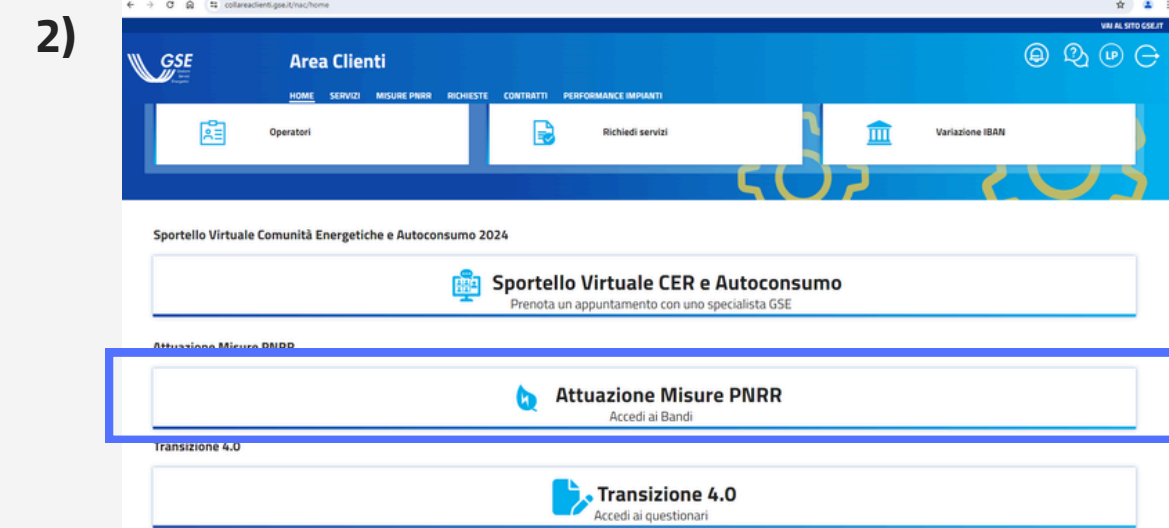 collareaclienti.gse.it/nac/home
2)
VAI AL SITO GSE.IT
GSE
Area Clienti
LP
HOME SERVIZI MISURE PNRR RICHIESTE CONTRATTI PERFORMANCE IMPIANTI
Operatori
Richiedi servizi
Variazione IBAN
Sportello Virtuale Comunità Energetiche e Autoconsumo 2024
Sportello Virtuale CER e Autoconsumo
Prenota un appuntamento con uno specialista GSE
Attuazione Misure PNRR
Attuazione Misure PNRR
Accedi ai Bandi
Transizione 4.0
Transizione 4.0
Accedi ai questionari